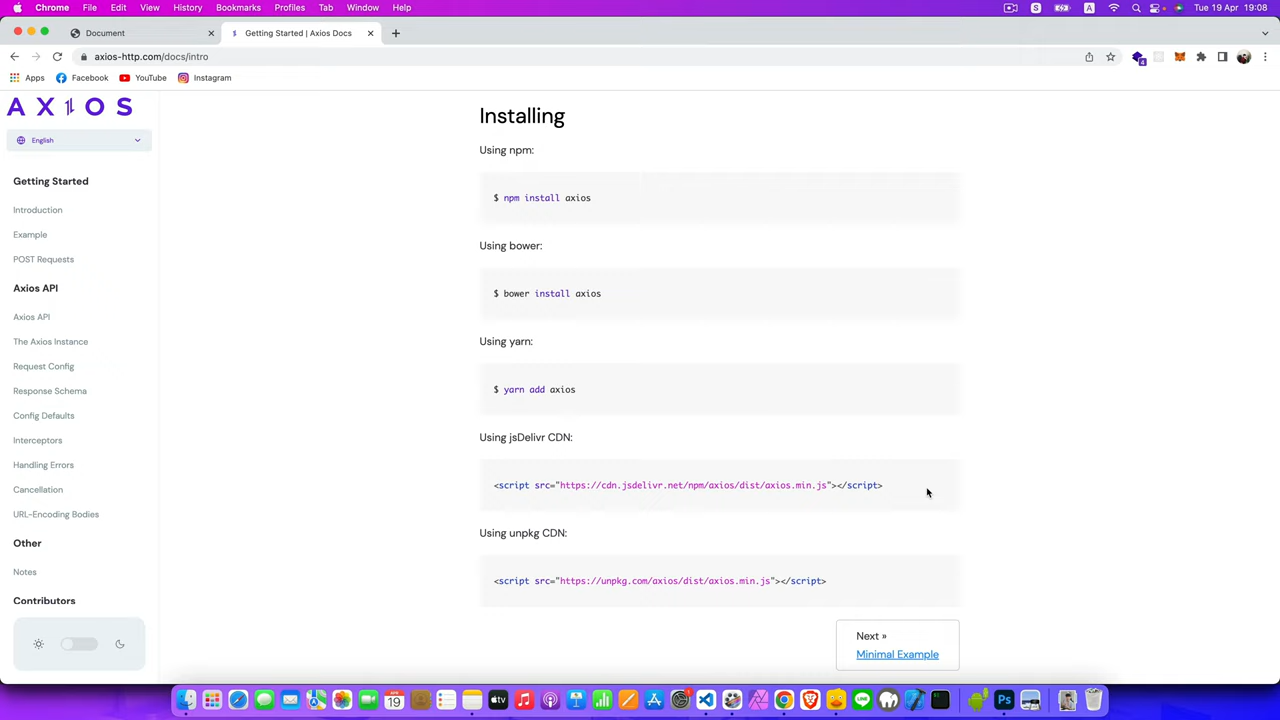 Chrome File Edit View History Bookmarks Profiles Tab Window Help Tue 19 Apr 19:08
Document Getting Started | Axios Docs
axios-http.com/docs/intro
Apps Facebook YouTube Instagram
AXIOS
English
Getting Started
Introduction
Example
POST Requests
Axios API
Axios API
The Axios Instance
Request Config
Response Schema
Config Defaults
Interceptors
Handling Errors
Cancellation
URL-Encoding Bodies
Other
Notes
Contributors
Installing
Using npm:
$ npm install axios
Using bower:
$ bower install axios
Using yarn:
$ yarn add axios
Using jsDelivr CDN:
<script src="https://cdn.jsdelivr.net/npm/axios/dist/axios.min.js"></script>
Using unpkg CDN:
<script src="https://unpkg.com/axios/dist/axios.min.js"></script>
Next »
Minimal Example